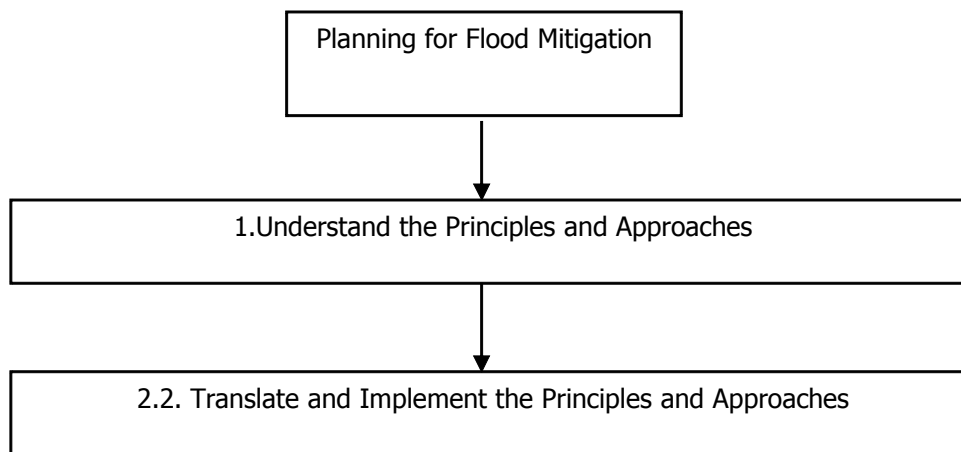 Planning for Flood Mitigation
1.Understand the Principles and Approaches
2.2. Translate and Implement the Principles and Approaches